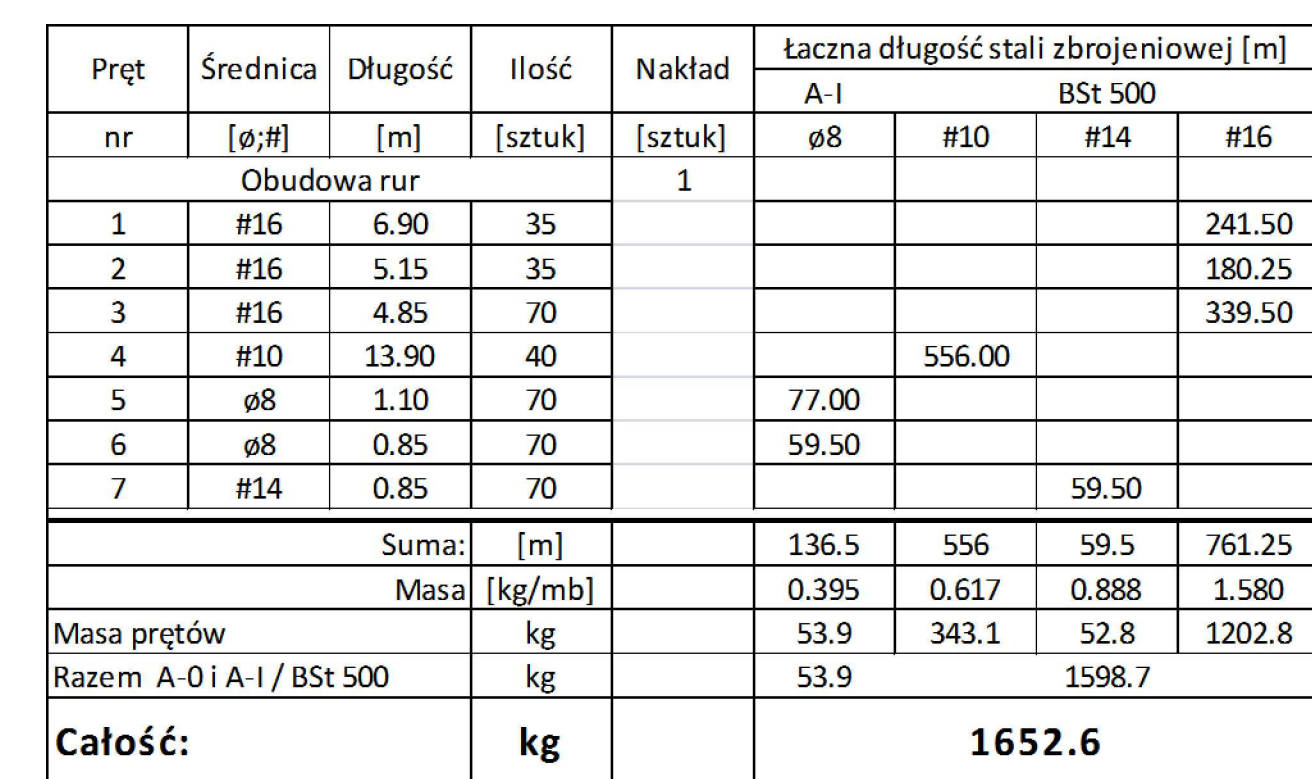 Pręt Średnica Długość Ilość Nakład Łaczna długość stali zbrojeniowej [m]
A-I BSt 500
nr [ø;#] [m] [sztuk] [sztuk] ø8 #10 #14 #16
Obudowa rur 1
1 #16 6.90 35 241.50
2 #16 5.15 35 180.25
3 #16 4.85 70 339.50
4 #10 13.90 40 556.00
5 ø8 1.10 70 77.00
6 ø8 0.85 70 59.50
7 #14 0.85 70 59.50
Suma: [m] 136.5 556 59.5 761.25
Masa [kg/mb] 0.395 0.617 0.888 1.580
Masa prętów kg 53.9 343.1 52.8 1202.8
Razem A-0 i A-I / BSt 500 kg 53.9 1598.7
Całość: kg 1652.6